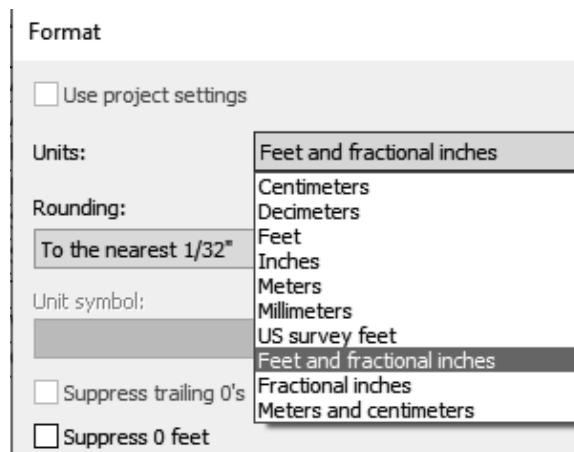 Format
Use project settings
Units:
Feet and fractional inches
Centimeters
Decimeters
Feet
Inches
Meters
Millimeters
US survey feet
Feet and fractional inches
Fractional inches
Meters and centimeters
Rounding:
To the nearest 1/32"
Unit symbol:
Suppress trailing 0's
Suppress 0 feet